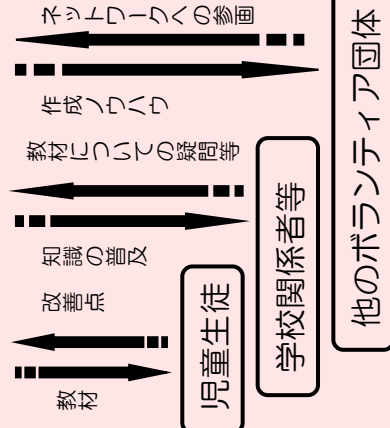 ネットワークへの参画
作成ノウハウ
教材についての疑問等
知識の普及
改善点
教材
児童生徒
学校関係者等
他のボランティア団体